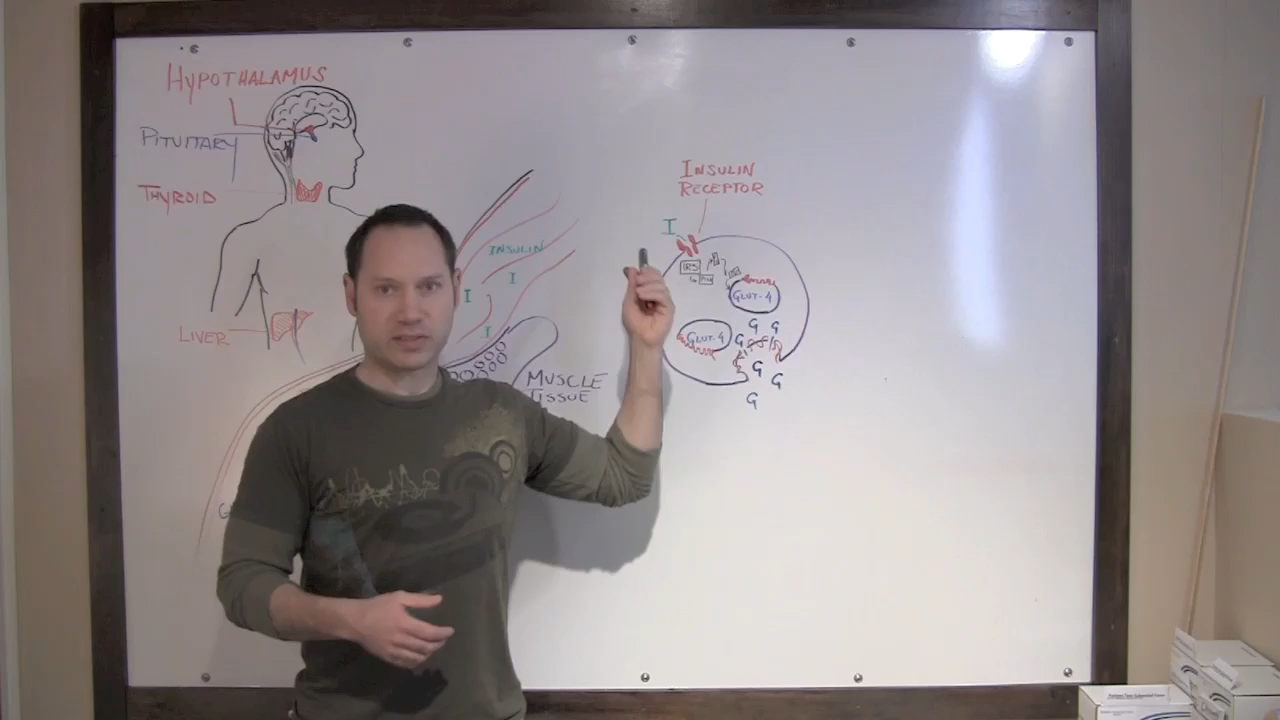 HYPOTHALAMUS
PITUITARY
THYROID
LIVER
INSULIN
I
I
I
MUSCLE
TISSUE
INSULIN
RECEPTOR
I
IRS
GLUT-4
GLUT-4
G
G
G
G
G
G
G